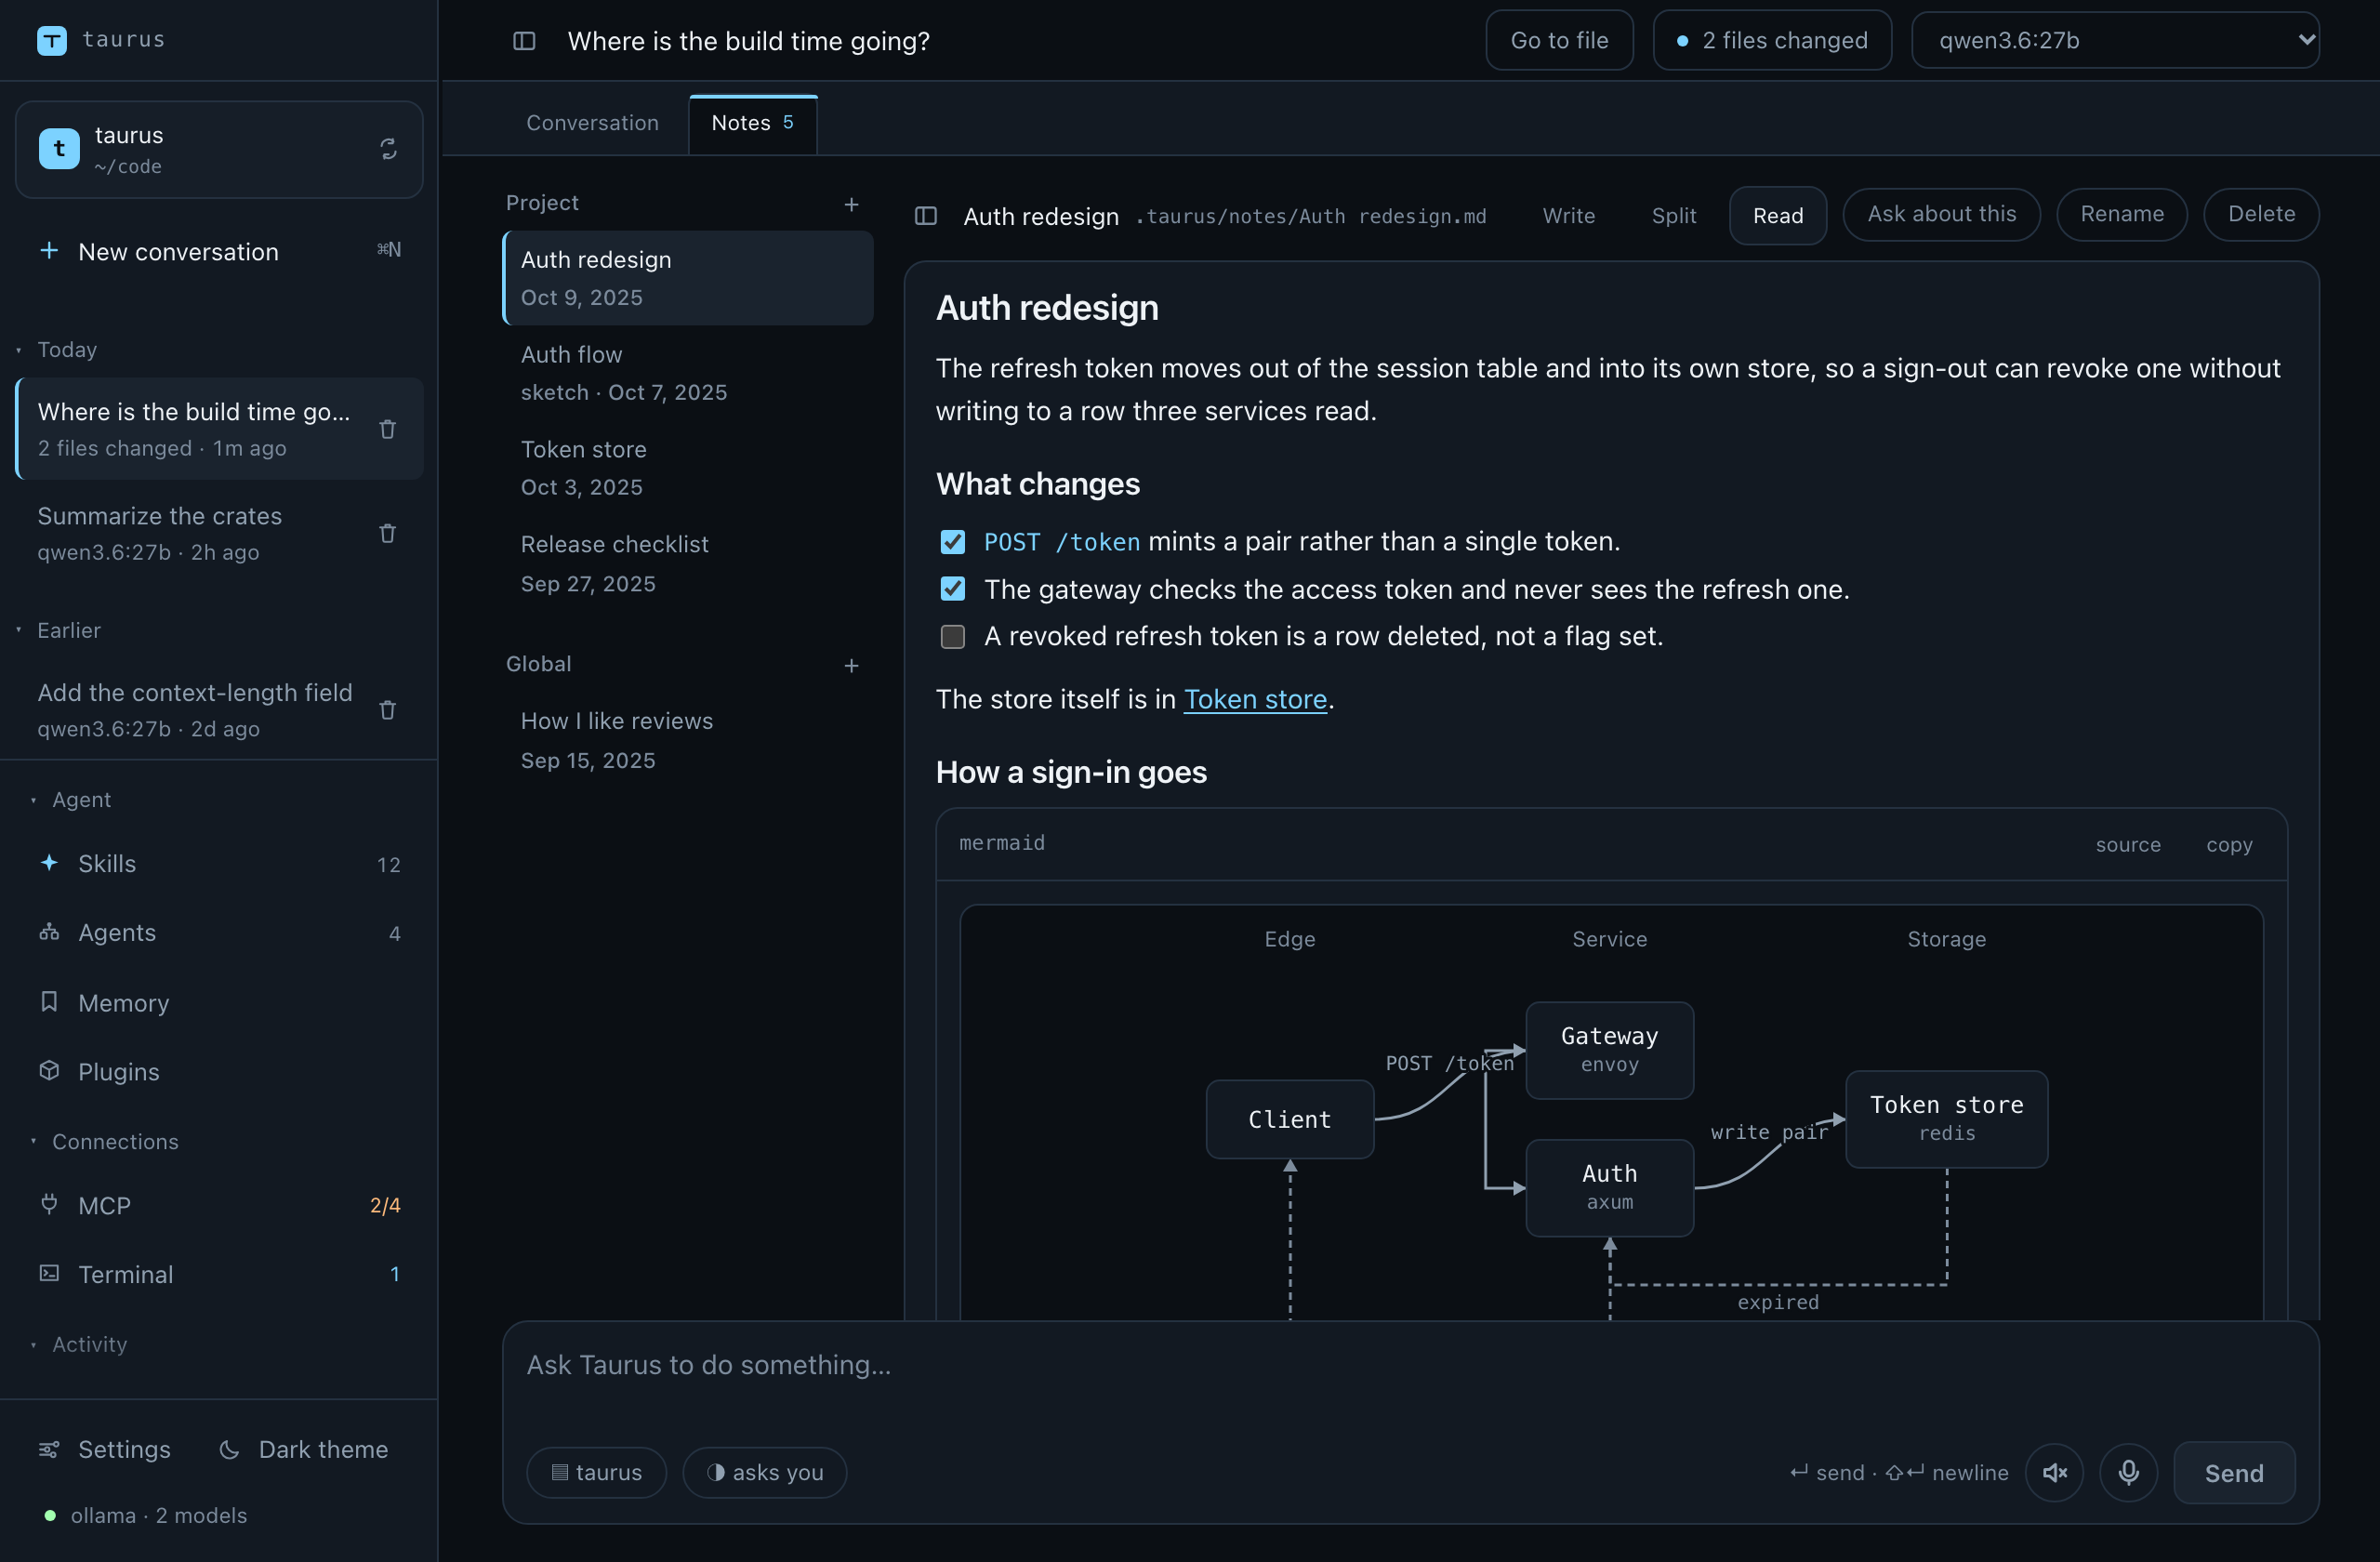 taurus
t
taurus
~/code
New conversation
⌘N
Today
Where is the build time go...
2 files changed · 1m ago
Summarize the crates
qwen3.6:27b · 2h ago
Earlier
Add the context-length field
qwen3.6:27b · 2d ago
Agent
Skills 12
Agents 4
Memory
Plugins
Connections
MCP 2/4
Terminal 1
Activity
Settings
Dark theme
ollama · 2 models
Where is the build time going?
Go to file
2 files changed
qwen3.6:27b
Conversation
Notes 5
Project
Auth redesign
Oct 9, 2025
Auth flow
sketch · Oct 7, 2025
Token store
Oct 3, 2025
Release checklist
Sep 27, 2025
Global
How I like reviews
Sep 15, 2025
Auth redesign .taurus/notes/Auth redesign.md
Write
Split
Read
Ask about this
Rename
Delete
Auth redesign
The refresh token moves out of the session table and into its own store, so a sign-out can revoke one without
writing to a row three services read.
What changes
POST /token mints a pair rather than a single token.
The gateway checks the access token and never sees the refresh one.
A revoked refresh token is a row deleted, not a flag set.
The store itself is in Token store.
How a sign-in goes
mermaid
source
copy
Edge
Service
Storage
Gateway
envoy
POST /token
Client
Token store
redis
write pair
Auth
axum
expired
Ask Taurus to do something...
taurus
asks you
↵ send · ⇧↵ newline
Send